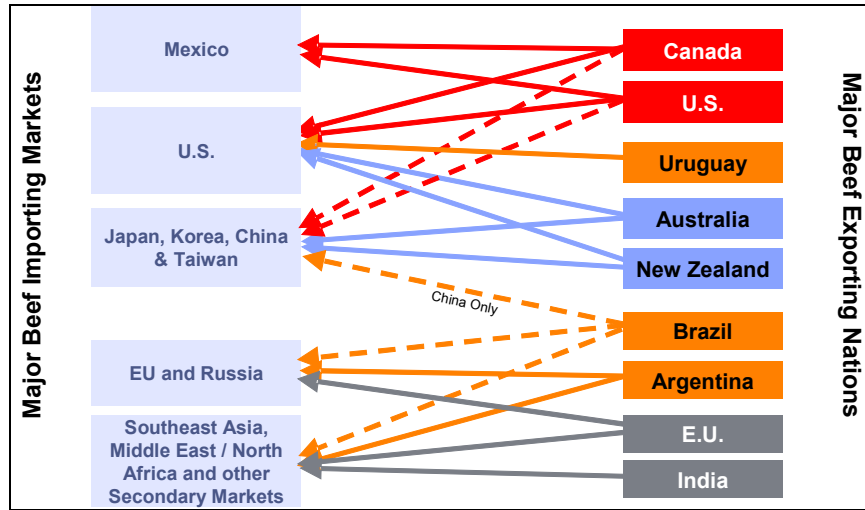 Major Beef Importing Markets
Mexico
U.S.
Japan, Korea, China
& Taiwan
EU and Russia
Southeast Asia,
Middle East / North
Africa and other
Secondary Markets
China Only
Canada
U.S.
Uruguay
Australia
New Zealand
Brazil
Argentina
E.U.
India
Major Beef Exporting Nations